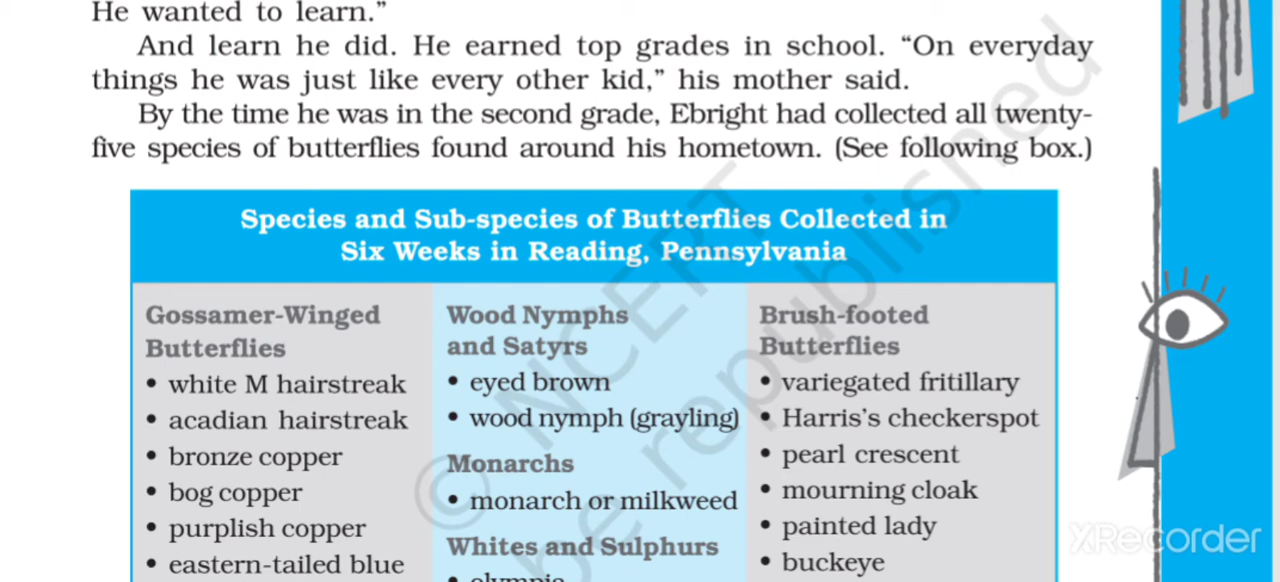 He wanted to learn.”
And learn he did. He earned top grades in school. “On everyday
things he was just like every other kid,” his mother said.
By the time he was in the second grade, Ebright had collected all twenty-
five species of butterflies found around his hometown. (See following box.)
Species and Sub-species of Butterflies Collected in
Six Weeks in Reading, Pennsylvania
Gossamer-Winged
Butterflies
• white M hairstreak
• acadian hairstreak
• bronze copper
• bog copper
• purplish copper
• eastern-tailed blue
Wood Nymphs
and Satyrs
• eyed brown
• wood nymph (grayling)
Monarchs
• monarch or milkweed
Whites and Sulphurs
• olympia
Brush-footed
Butterflies
• variegated fritillary
• Harris’s checkerspot
• pearl crescent
• mourning cloak
• painted lady
• buckeye
© NCERT
be republished
XRecorder